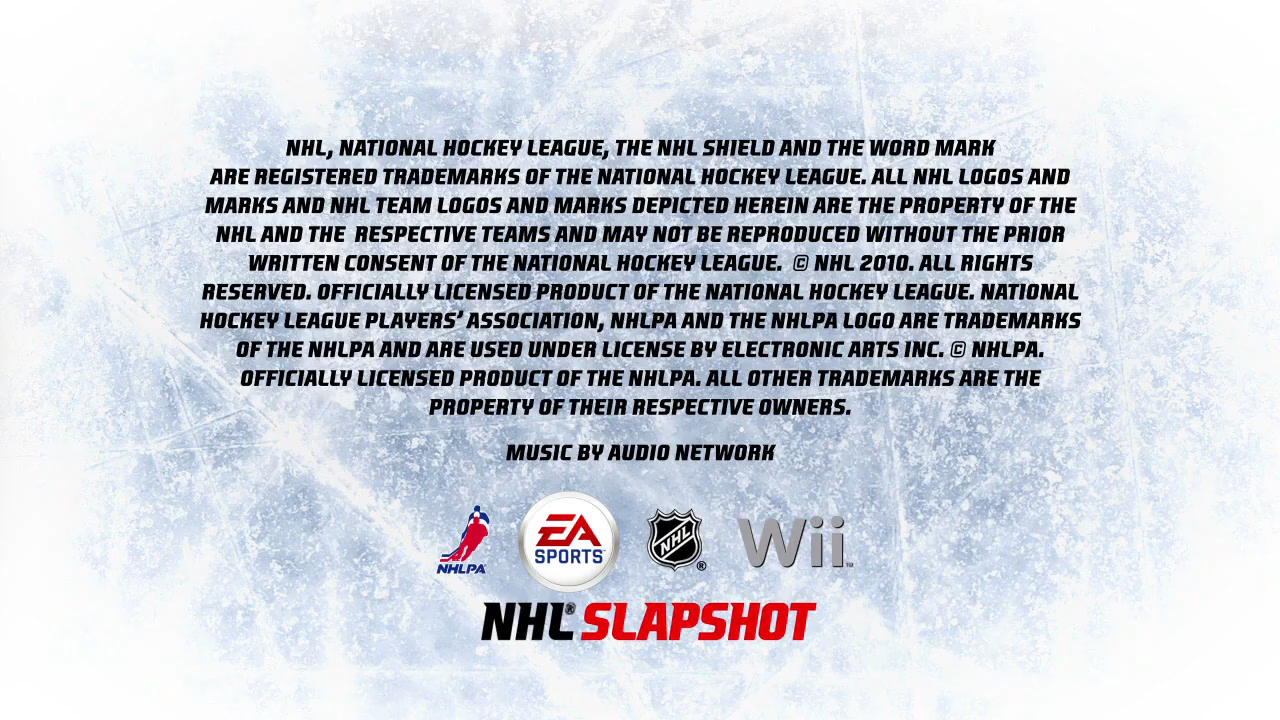 NHL, NATIONAL HOCKEY LEAGUE, THE NHL SHIELD AND THE WORD MARK
ARE REGISTERED TRADEMARKS OF THE NATIONAL HOCKEY LEAGUE. ALL NHL LOGOS AND
MARKS AND NHL TEAM LOGOS AND MARKS DEPICTED HEREIN ARE THE PROPERTY OF THE
NHL AND THE  RESPECTIVE TEAMS AND MAY NOT BE REPRODUCED WITHOUT THE PRIOR
WRITTEN CONSENT OF THE NATIONAL HOCKEY LEAGUE.  © NHL 2010. ALL RIGHTS
RESERVED. OFFICIALLY LICENSED PRODUCT OF THE NATIONAL HOCKEY LEAGUE. NATIONAL
HOCKEY LEAGUE PLAYERS’ ASSOCIATION, NHLPA AND THE NHLPA LOGO ARE TRADEMARKS
OF THE NHLPA AND ARE USED UNDER LICENSE BY ELECTRONIC ARTS INC. © NHLPA.
OFFICIALLY LICENSED PRODUCT OF THE NHLPA. ALL OTHER TRADEMARKS ARE THE
PROPERTY OF THEIR RESPECTIVE OWNERS.
MUSIC BY AUDIO NETWORK
NHLPA
EA
SPORTS
NHL®
Wii™
NHL® SLAPSHOT